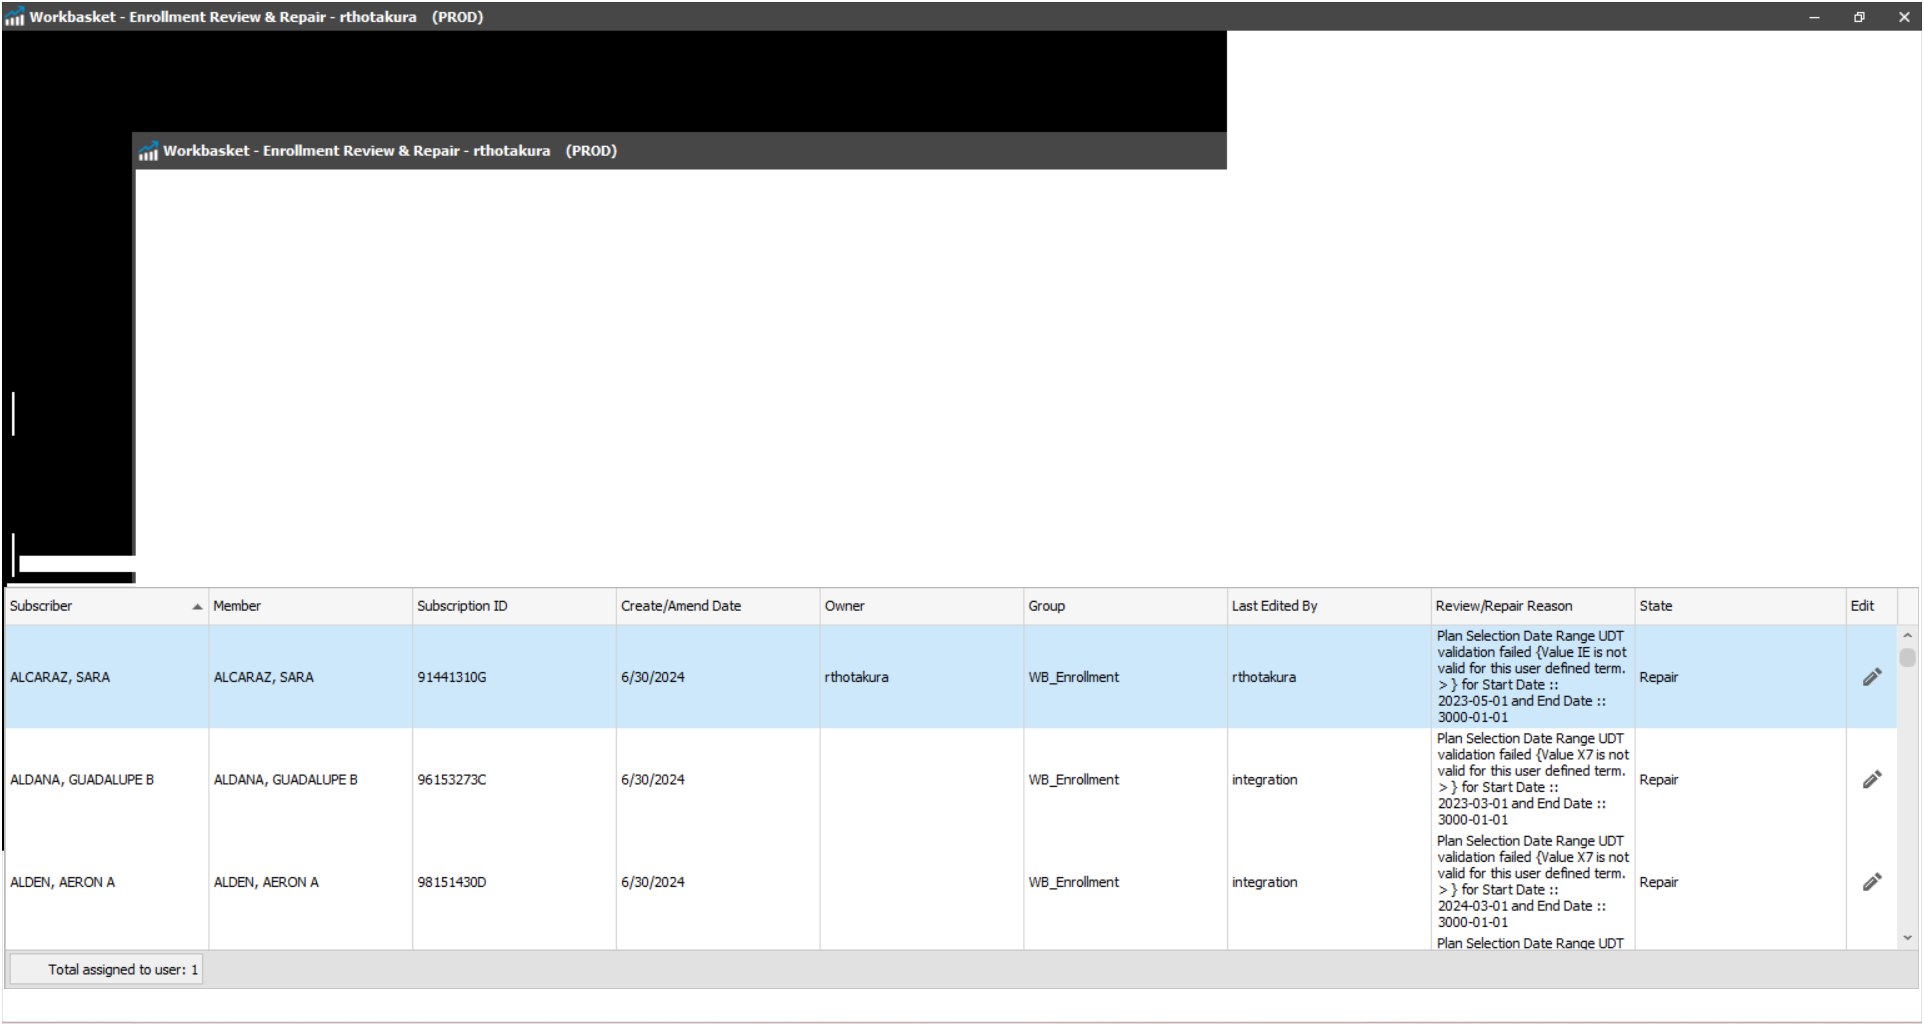 Workbasket - Enrollment Review & Repair - rthotakura (PROD)
Workbasket - Enrollment Review & Repair - rthotakura (PROD)
Subscriber Member Subscription ID Create/Amend Date Owner Group Last Edited By Review/Repair Reason State Edit
ALCARAZ, SARA ALCARAZ, SARA 91441310G 6/30/2024 rthotakura WB_Enrollment rthotakura
Plan Selection Date Range UDT
validation failed {Value IE is not
valid for this user defined term.
> } for Start Date ::
2023-05-01 and End Date ::
3000-01-01
Repair
ALDANA, GUADALUPE B ALDANA, GUADALUPE B 96153273C 6/30/2024 WB_Enrollment integration
Plan Selection Date Range UDT
validation failed {Value X7 is not
valid for this user defined term.
> } for Start Date ::
2023-03-01 and End Date ::
3000-01-01
Repair
ALDEN, AERON A ALDEN, AERON A 98151430D 6/30/2024 WB_Enrollment integration
Plan Selection Date Range UDT
validation failed {Value X7 is not
valid for this user defined term.
> } for Start Date ::
2024-03-01 and End Date ::
3000-01-01
Repair
Plan Selection Date Range UDT
Total assigned to user: 1